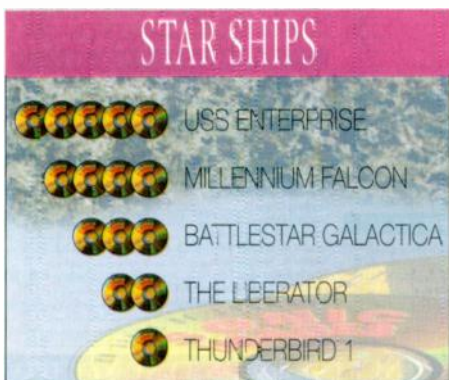 STAR SHIPS
USS ENTERPRISE
MILLENNIUM FALCON
BATTLESTAR GALACTICA
THE LIBERATOR
THUNDERBIRD 1